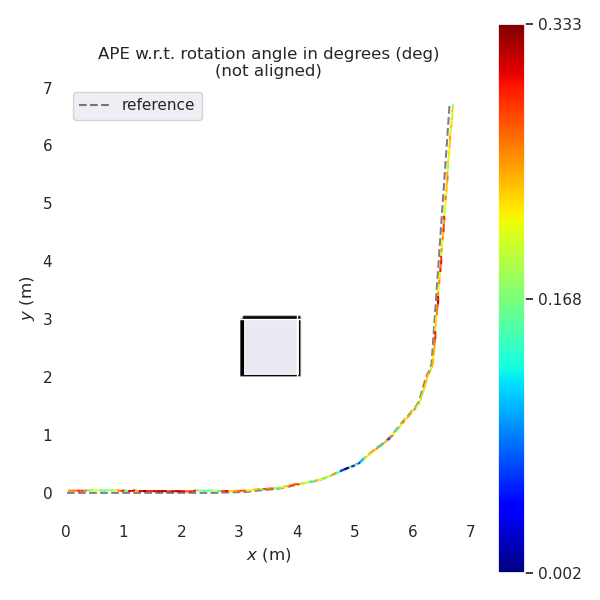 APE w.r.t. rotation angle in degrees (deg)
(not aligned)
reference
7
6
5
4
3
2
1
0
y (m)
0 1 2 3 4 5 6 7
x (m)
0.333
0.168
0.002